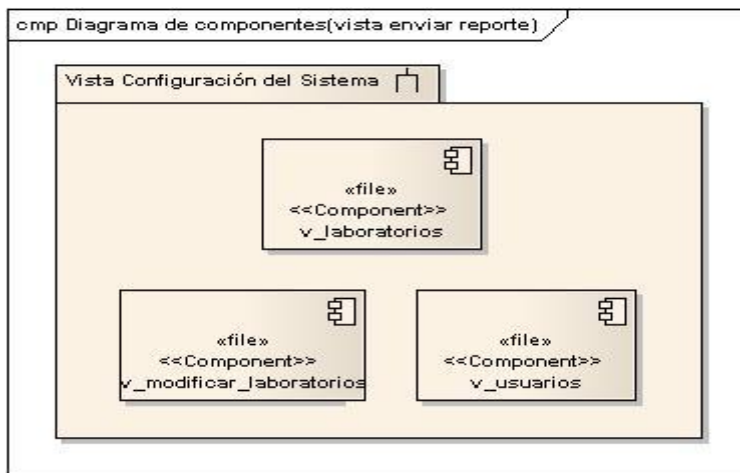 cmp Diagrama de componentes(vista enviar reporte)
Vista Configuración del Sistema
«file»
<<Component>>
v_laboratorios
«file»
<<Component>>
v_modificar_laboratorios
«file»
<<Component>>
v_usuarios